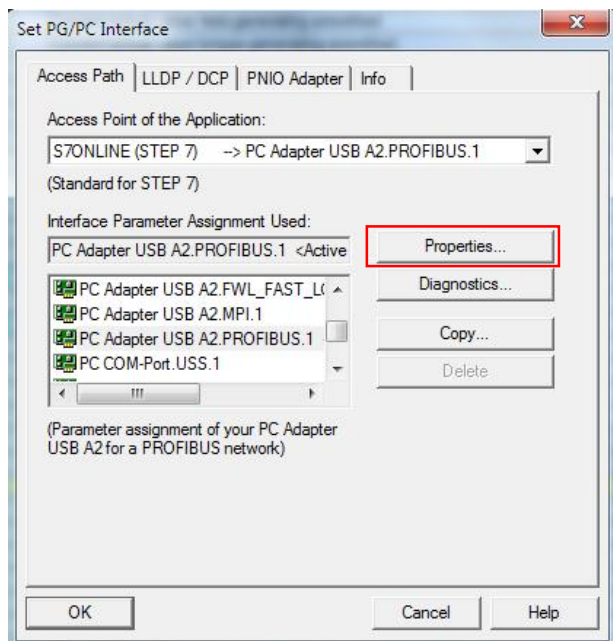 Set PG/PC Interface
Access Path LLDP / DCP PNIO Adapter Info
Access Point of the Application:
S7ONLINE (STEP 7) --> PC Adapter USB A2.PROFIBUS.1
(Standard for STEP 7)
Interface Parameter Assignment Used:
PC Adapter USB A2.PROFIBUS.1 <Active
Properties...
PC Adapter USB A2.FWL_FAST_L
Diagnostics...
PC Adapter USB A2.MPI.1
PC Adapter USB A2.PROFIBUS.1
Copy...
PC COM-Port.USS.1
Delete
(Parameter assignment of your PC Adapter
USB A2 for a PROFIBUS network)
OK Cancel Help